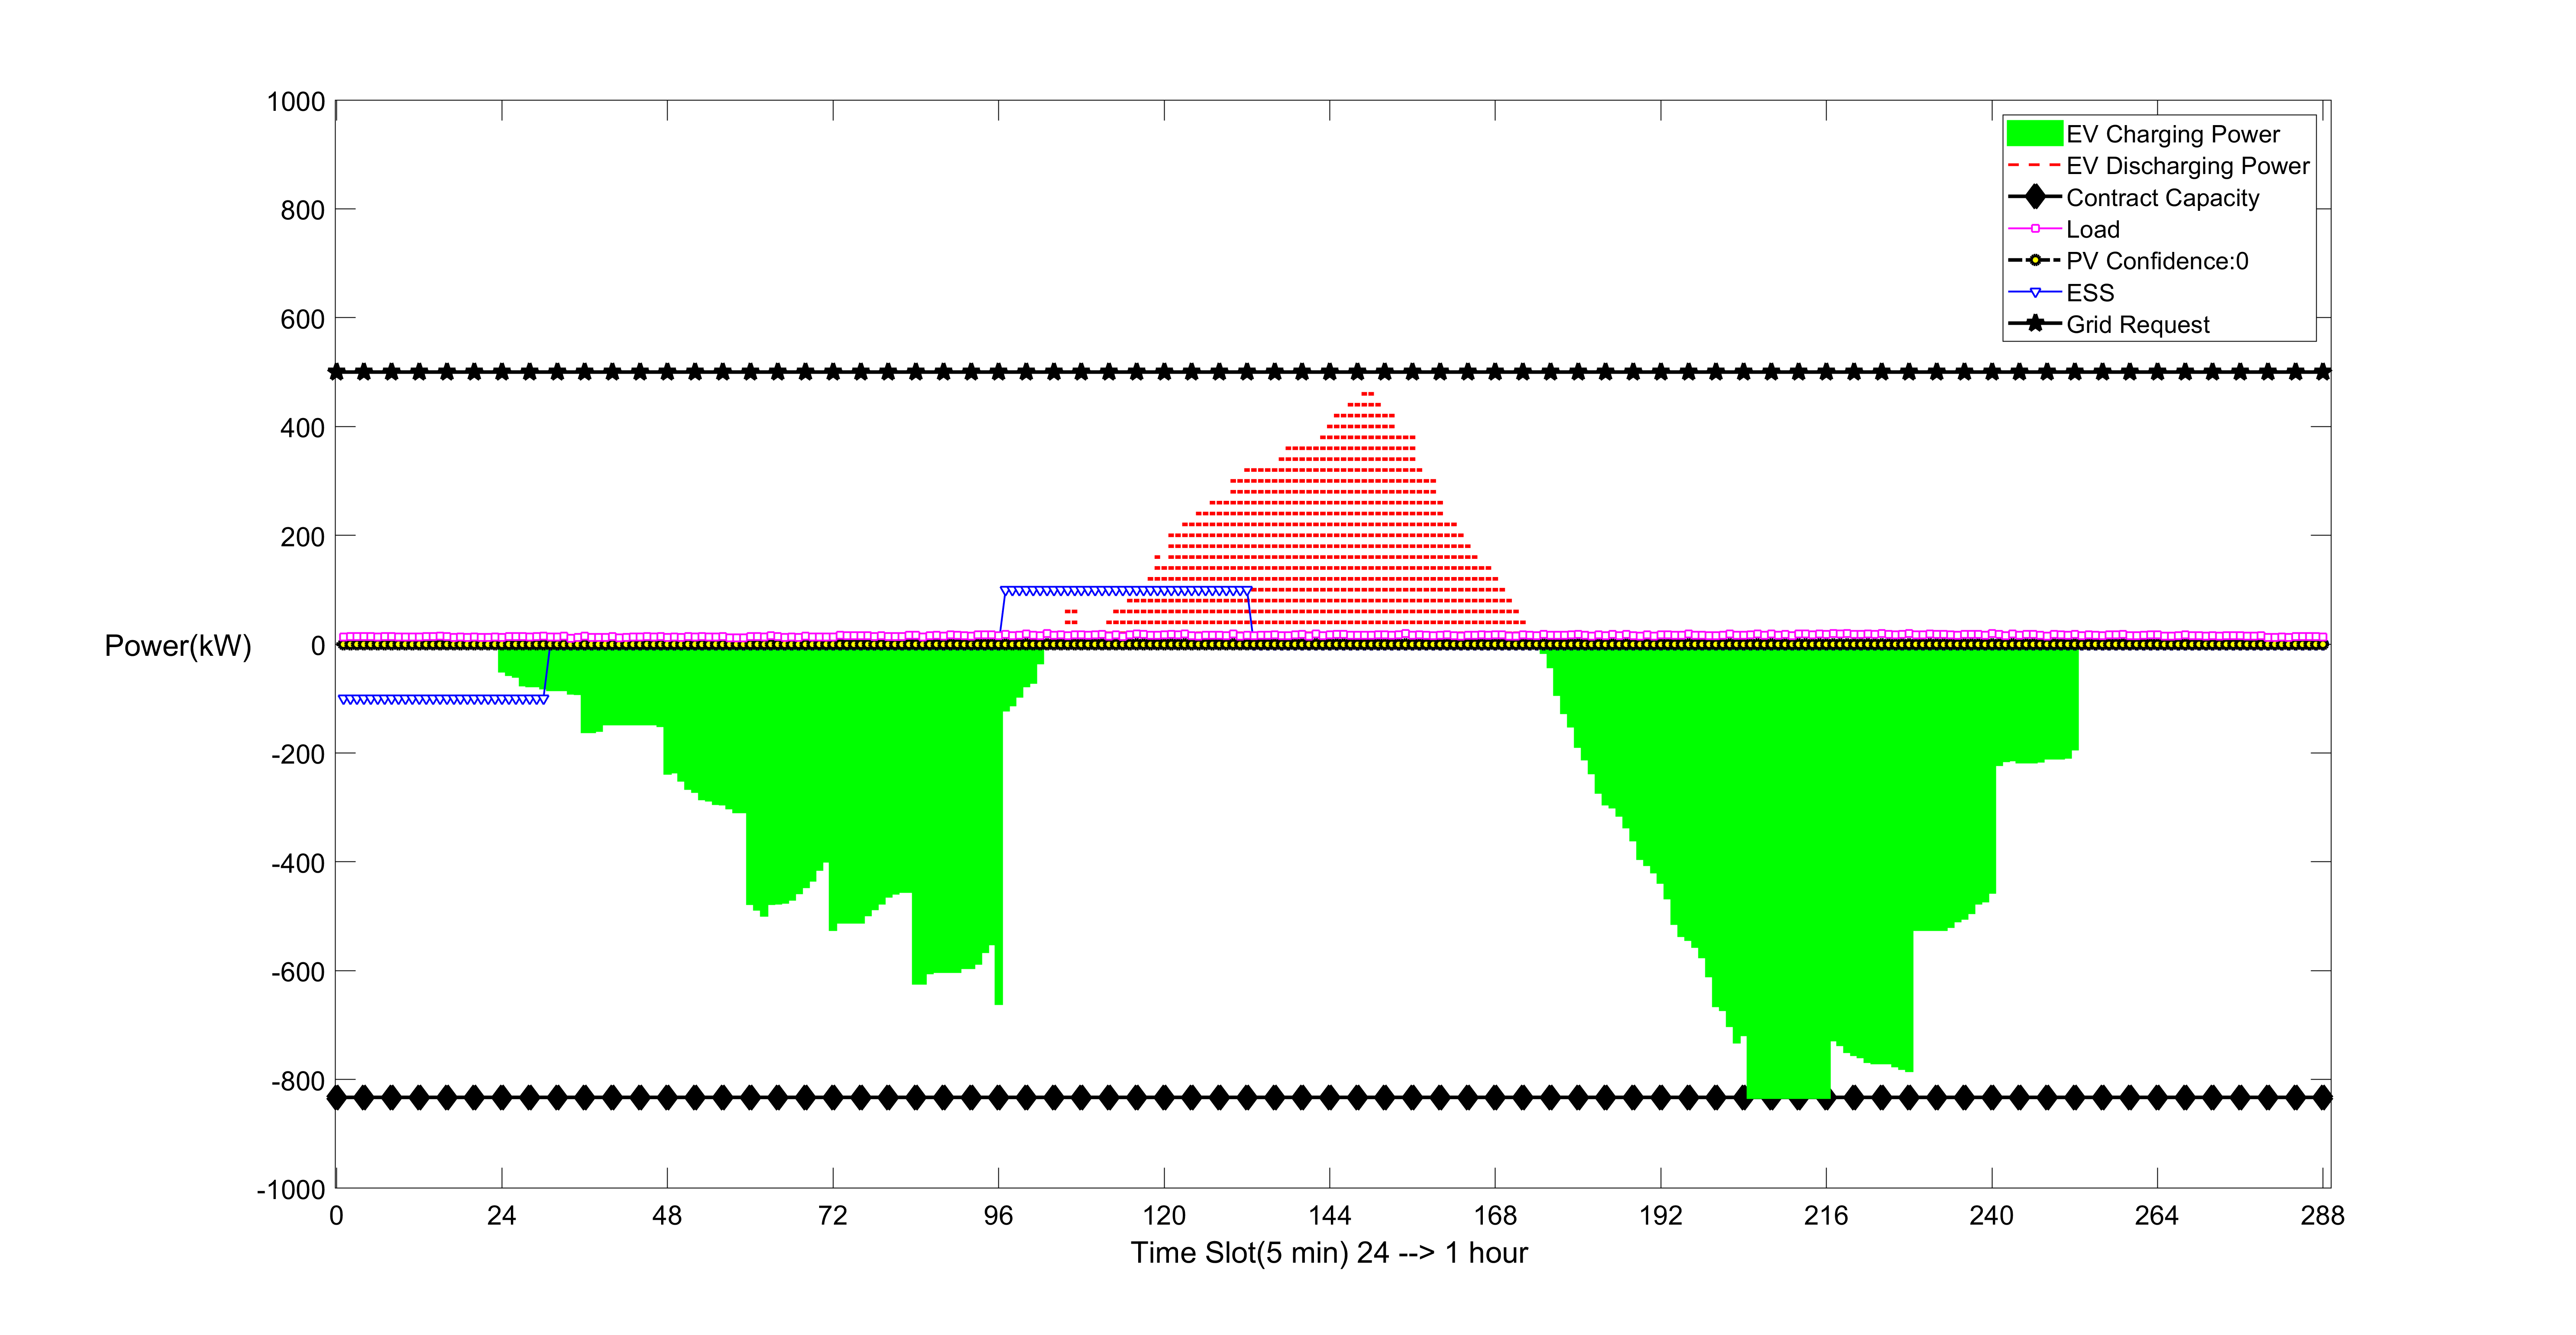 1000
800
600
400
200
0
-200
-400
-600
-800
-1000
Power(kW)
EV Charging Power
EV Discharging Power
Contract Capacity
Load
PV Confidence:0
ESS
Grid Request
0 24 48 72 96 120 144 168 192 216 240 264 288
Time Slot(5 min) 24 --> 1 hour